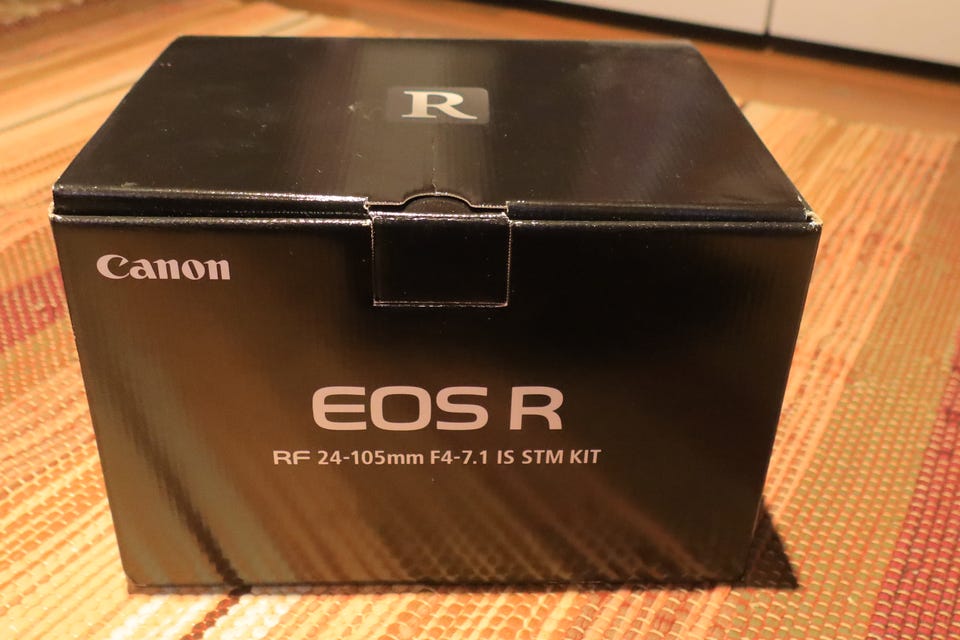 R
Canon
EOS R
RF 24-105mm F4-7.1 IS STM KIT